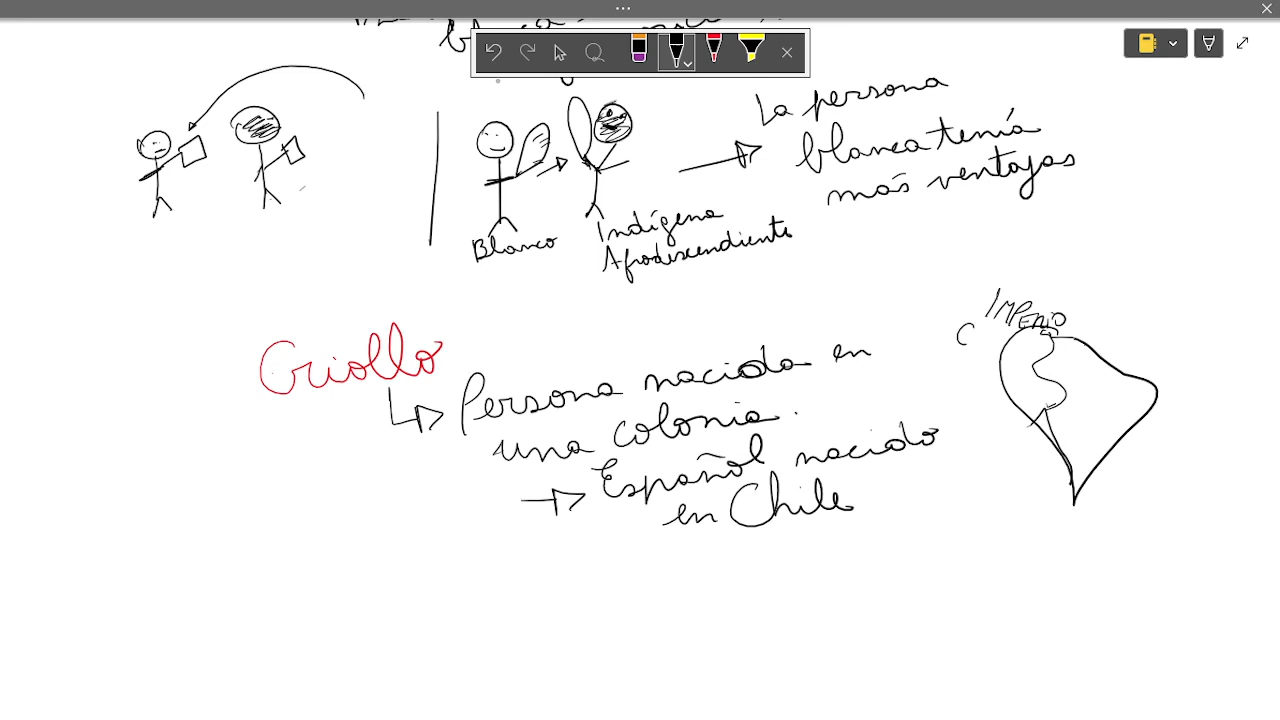 La persona
blanca tenía
más ventajas
Blanco
Indígena
Afrodescendiente
IMPERIO
C
Criollo
Persona nacida en
una colonia.
Español nacido
en Chile